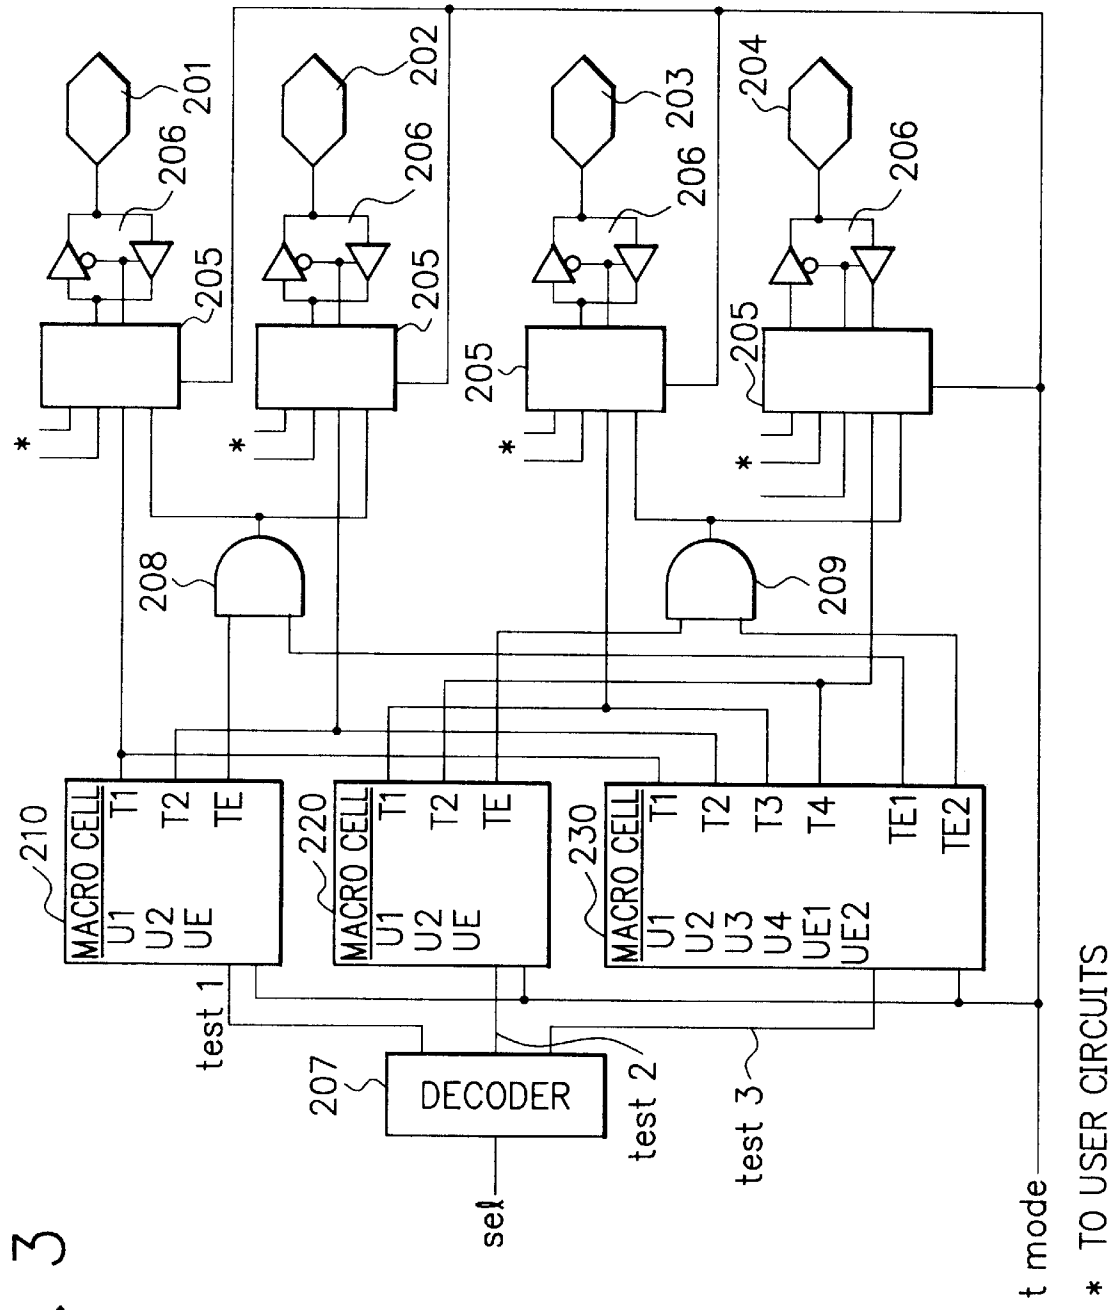 3
201
202
203
204
206
206
206
206
205
205
205
205
*
*
*
*
208
209
210
MACRO CELL
U1
U2
UE
T1
T2
TE
220
MACRO CELL
U1
U2
UE
T1
T2
TE
230
MACRO CELL
U1
U2
U3
U4
UE1
UE2
T1
T2
T3
T4
TE1
TE2
test 1
test 2
test 3
207
DECODER
sel
t mode
* TO USER CIRCUITS